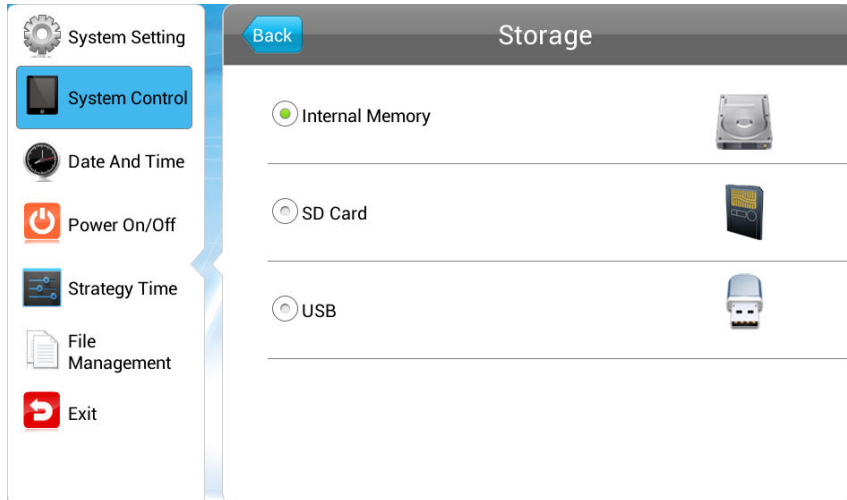 System Setting
System Control
Date And Time
Power On/Off
Strategy Time
File
Management
Exit
Back
Storage
Internal Memory
SD Card
USB